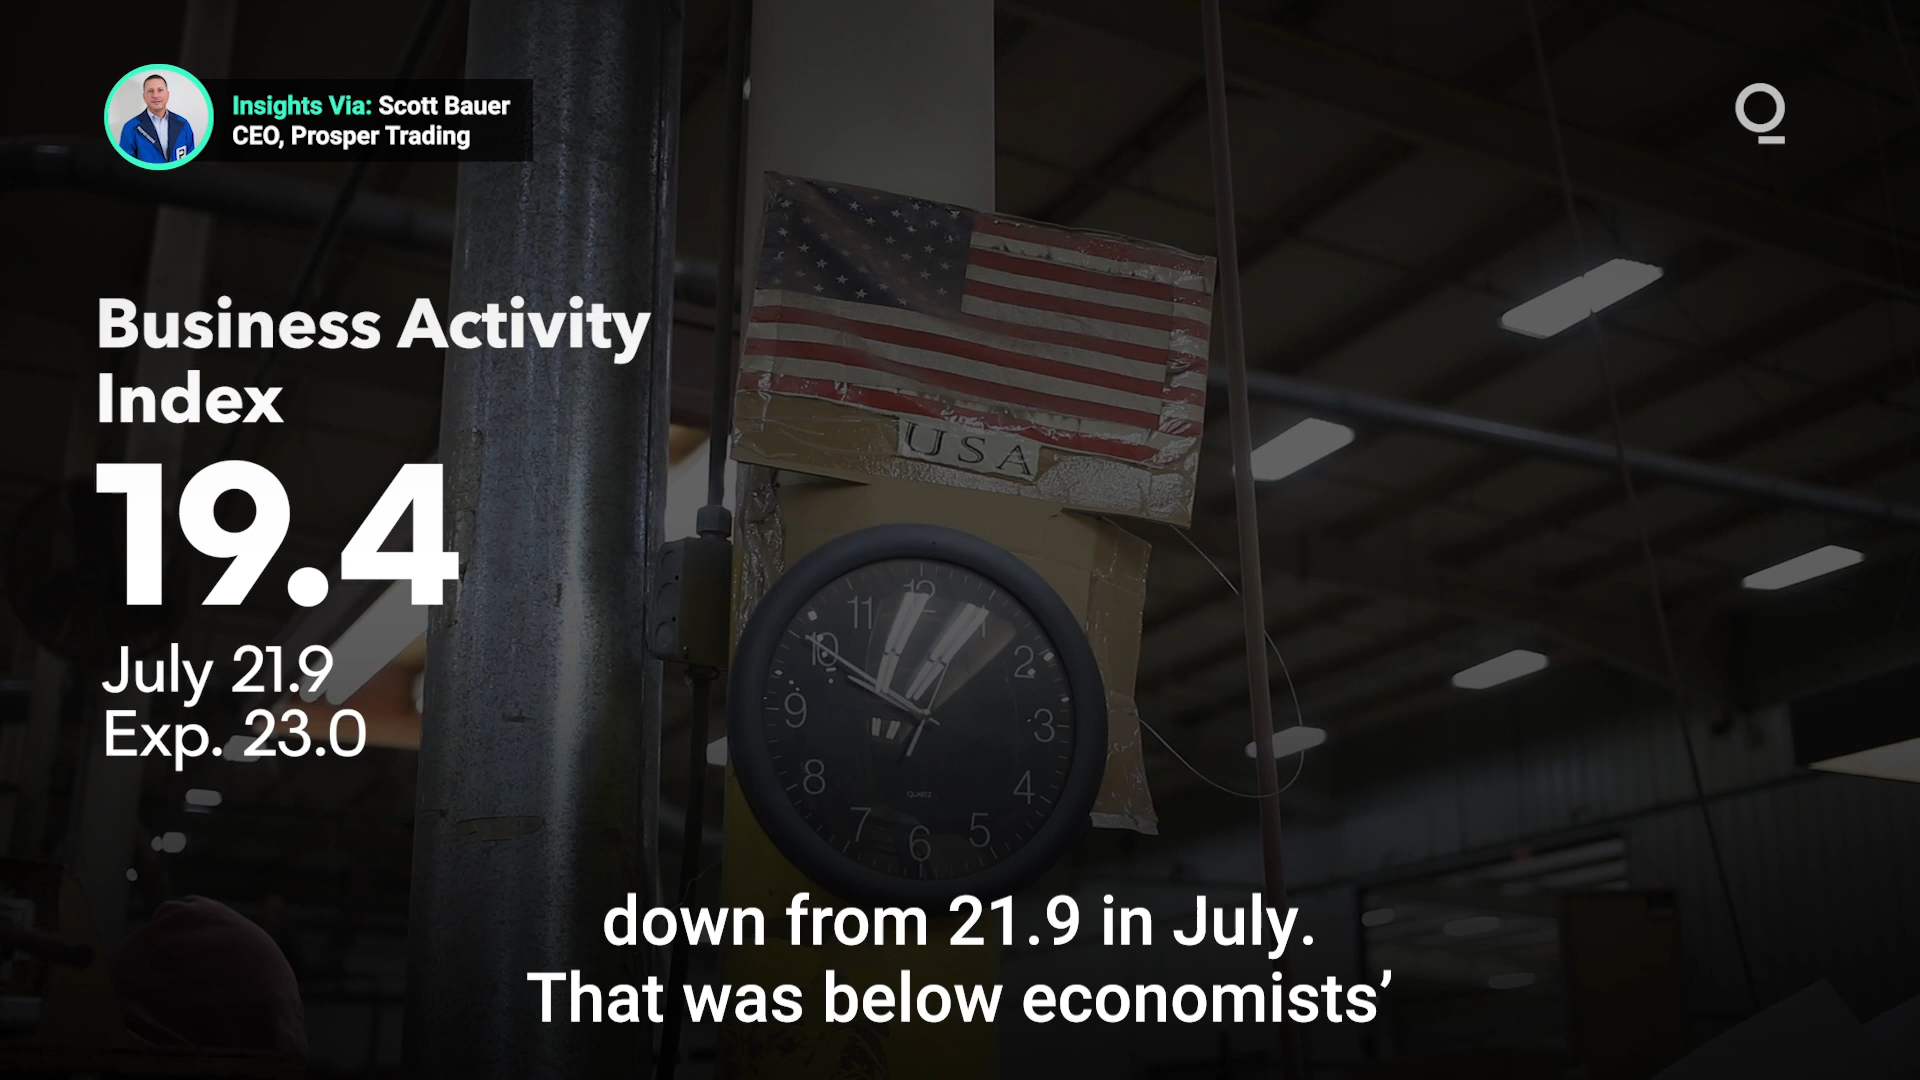 Insights Via: Scott Bauer
CEO, Prosper Trading
Business Activity
Index
19.4
July 21.9
Exp. 23.0
USA
12
11
1
10
2
9
3
8
4
QUARTZ
7
5
6
down from 21.9 in July.
That was below economists’